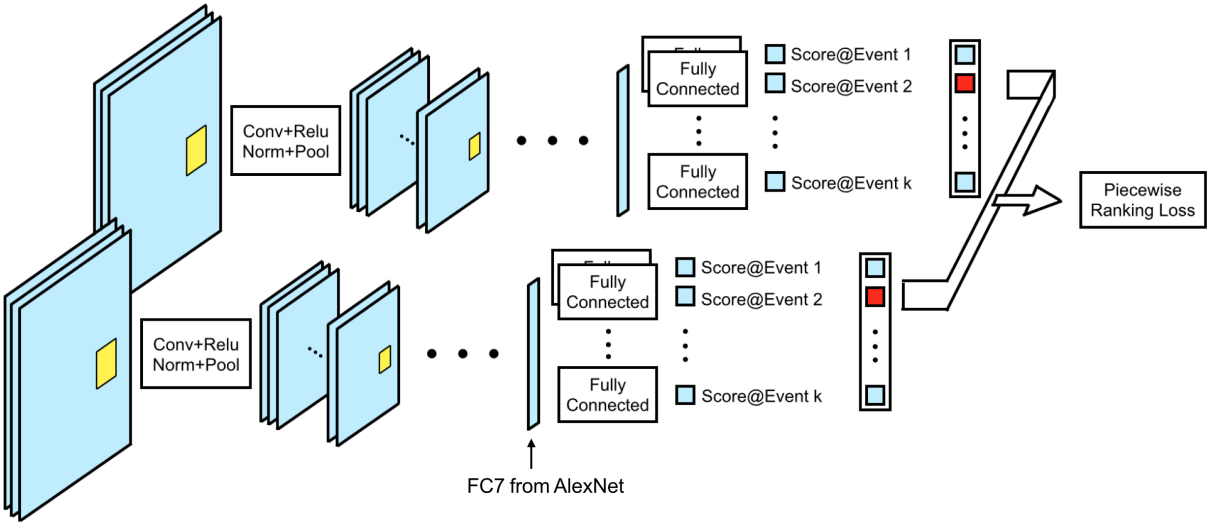 Conv+Relu
Norm+Pool
Fully
Connected
Fully
Connected
Score@Event 1
Score@Event 2
Score@Event k
Piecewise
Ranking Loss
Conv+Relu
Norm+Pool
Fully
Connected
Fully
Connected
Score@Event 1
Score@Event 2
Score@Event k
FC7 from AlexNet